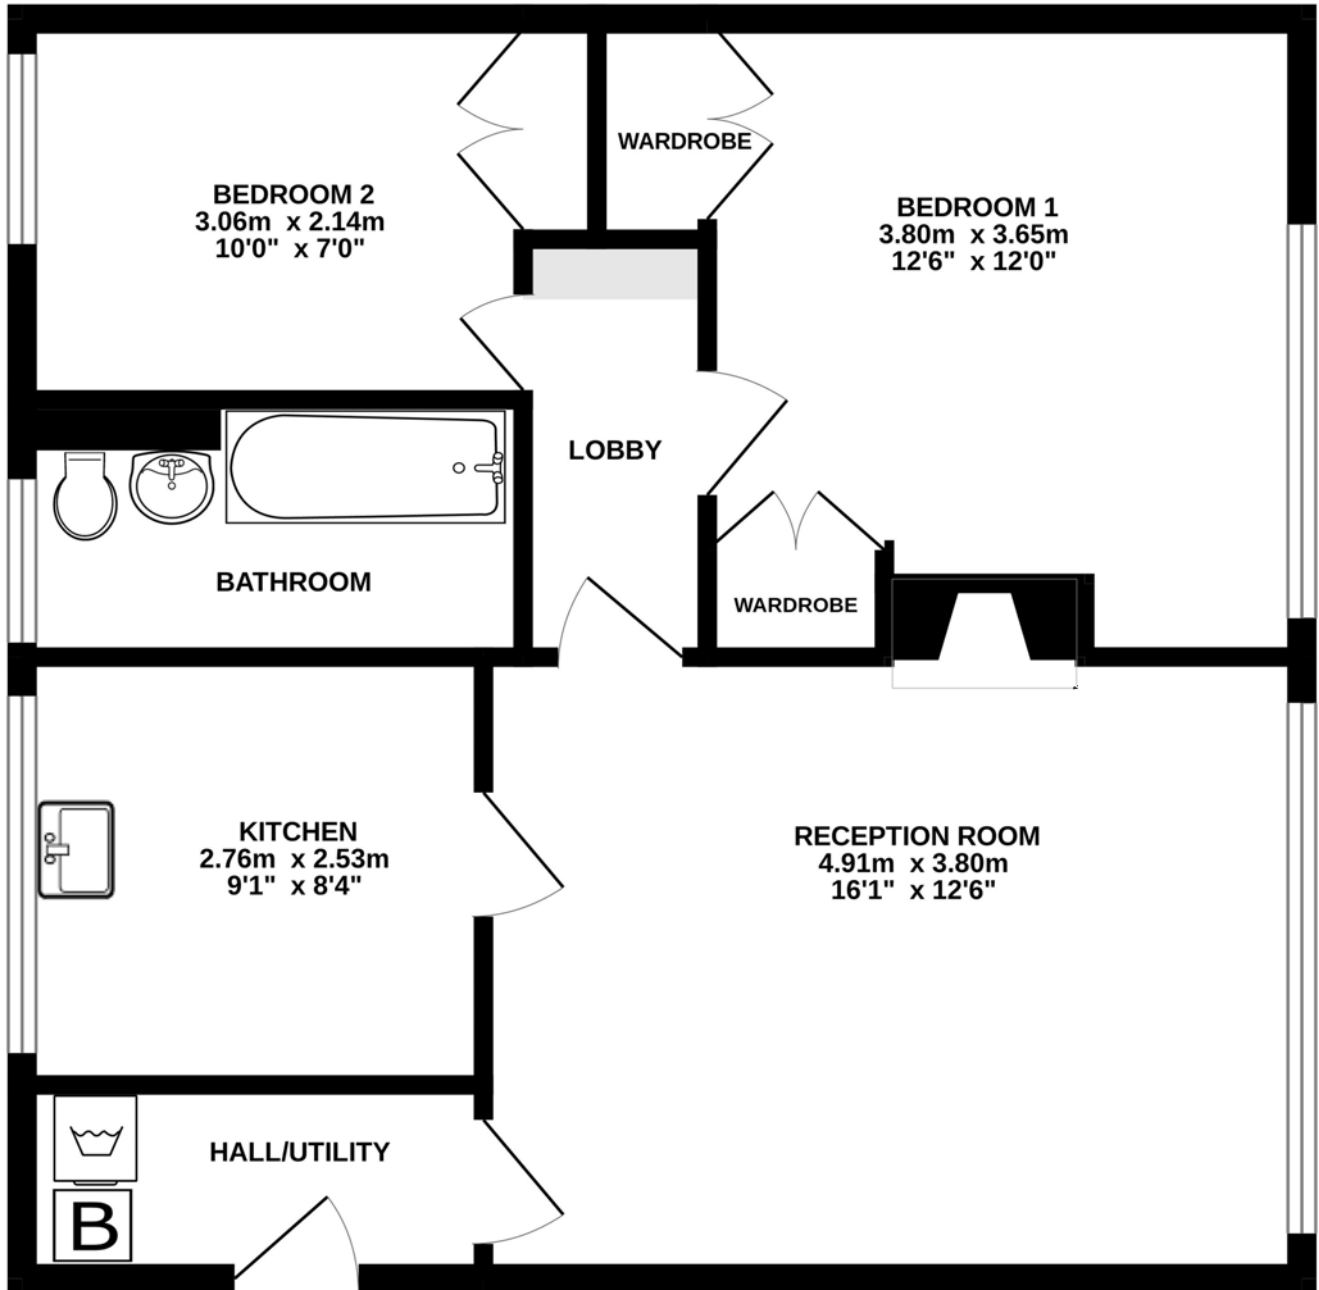 WARDROBE
BEDROOM 2
3.06m x 2.14m
10'0" x 7'0"
BEDROOM 1
3.80m x 3.65m
12'6" x 12'0"
LOBBY
BATHROOM
WARDROBE
KITCHEN
2.76m x 2.53m
9'1" x 8'4"
RECEPTION ROOM
4.91m x 3.80m
16'1" x 12'6"
HALL/UTILITY
B